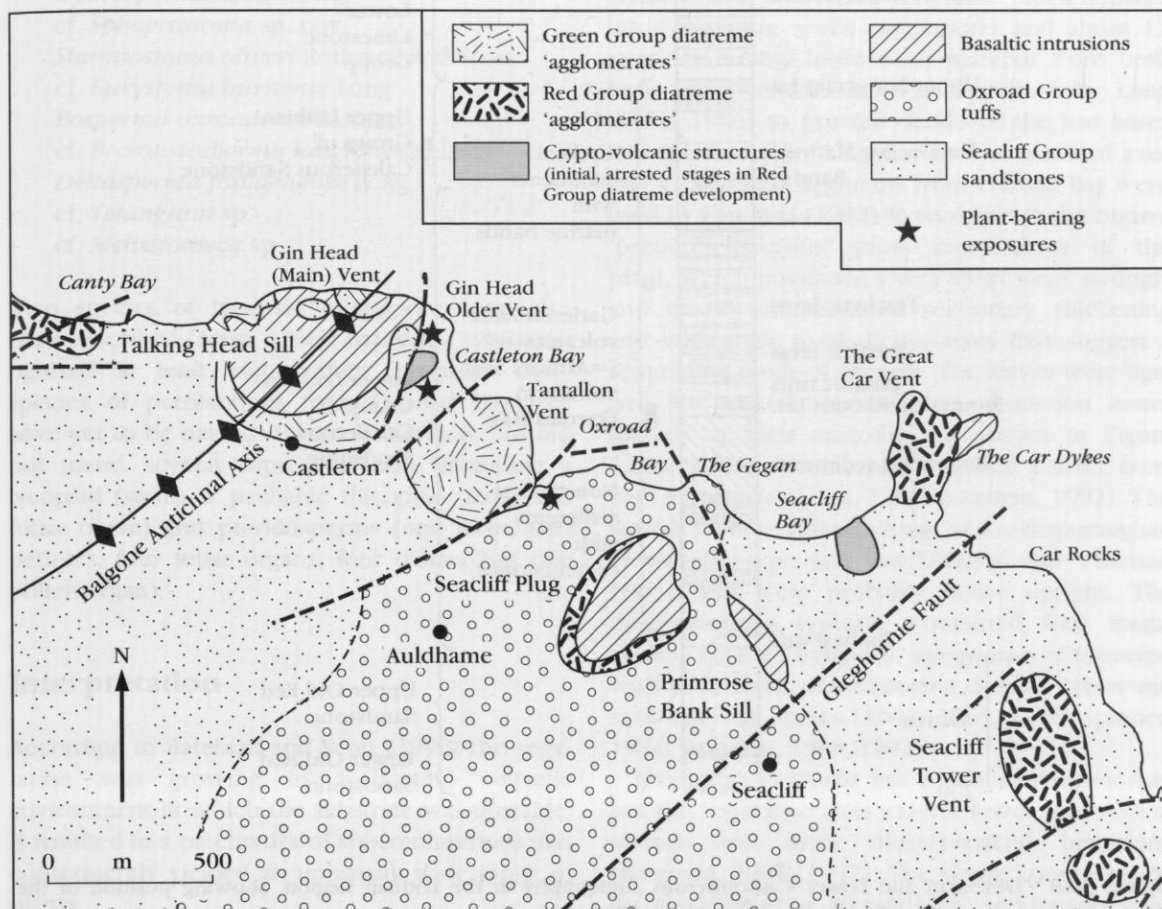 Green Group diatreme
‘agglomerates’
Red Group diatreme
‘agglomerates’
Crypto-volcanic structures
(initial, arrested stages in Red
Group diatreme development)
Basaltic intrusions
Oxroad Group
tuffs
Seacliff Group
sandstones
Plant-bearing
exposures
Canty Bay
Gin Head
(Main) Vent
Gin Head
Older Vent
Talking Head Sill
Castleton Bay
Tantallon
Vent
The Great
Car Vent
Oxroad
Bay
The Gegan
The Car Dykes
Castleton
Seacliff
Bay
Balgone Anticlinal Axis
Car Rocks
Seacliff Plug
Gleghornie Fault
Auldhame
N
Primrose
Bank Sill
Seacliff
Tower
Vent
Seacliff
0 m 500